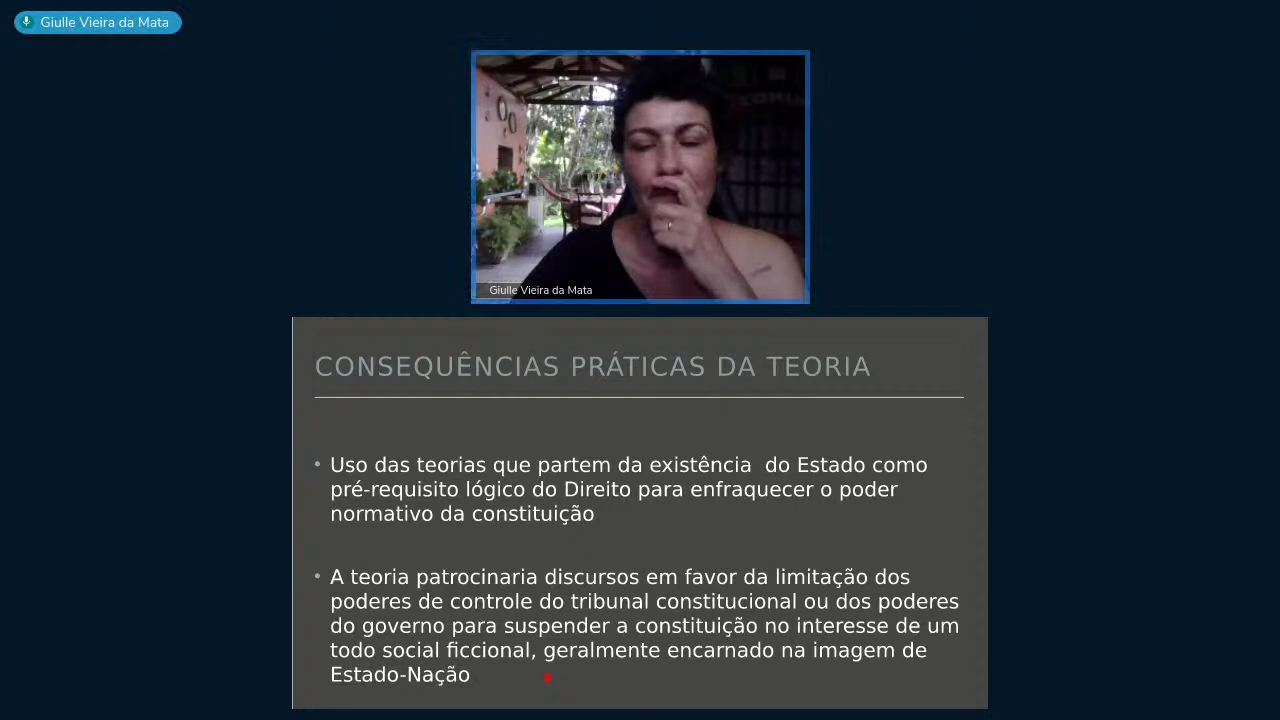 Giulle Vieira da Mata
Giulle Vieira da Mata
CONSEQUÊNCIAS PRÁTICAS DA TEORIA
• Uso das teorias que partem da existência do Estado como
pré-requisito lógico do Direito para enfraquecer o poder
normativo da constituição
• A teoria patrocinaria discursos em favor da limitação dos
poderes de controle do tribunal constitucional ou dos poderes
do governo para suspender a constituição no interesse de um
todo social ficcional, geralmente encarnado na imagem de
Estado-Nação